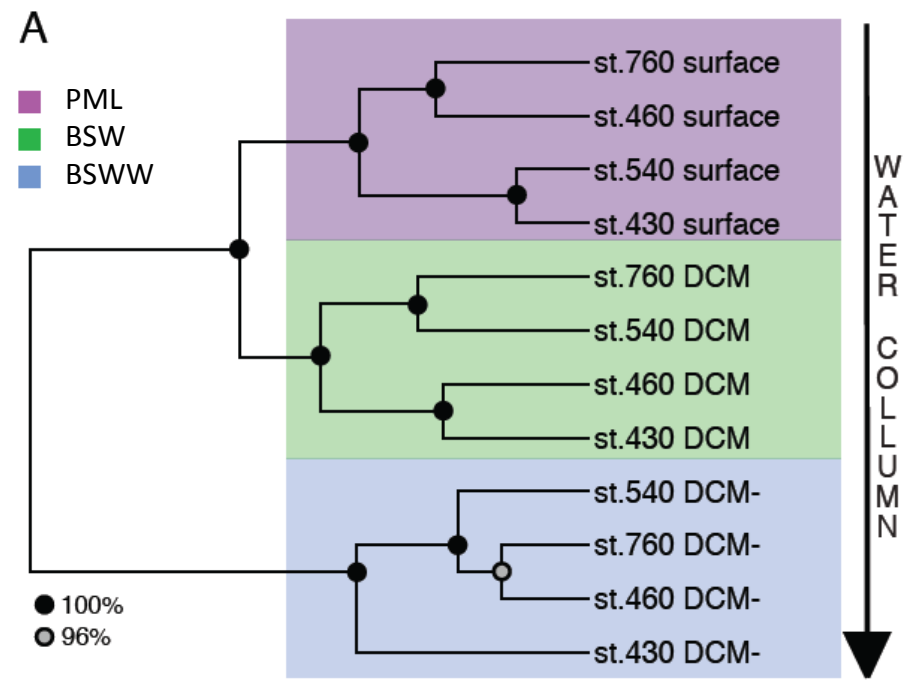 A
PML
BSW
BSWW
st.760 surface
st.460 surface
st.540 surface
st.430 surface
st.760 DCM
st.540 DCM
st.460 DCM
st.430 DCM
st.540 DCM-
st.760 DCM-
st.460 DCM-
st.430 DCM-
100%
96%
WATER COLLUMN